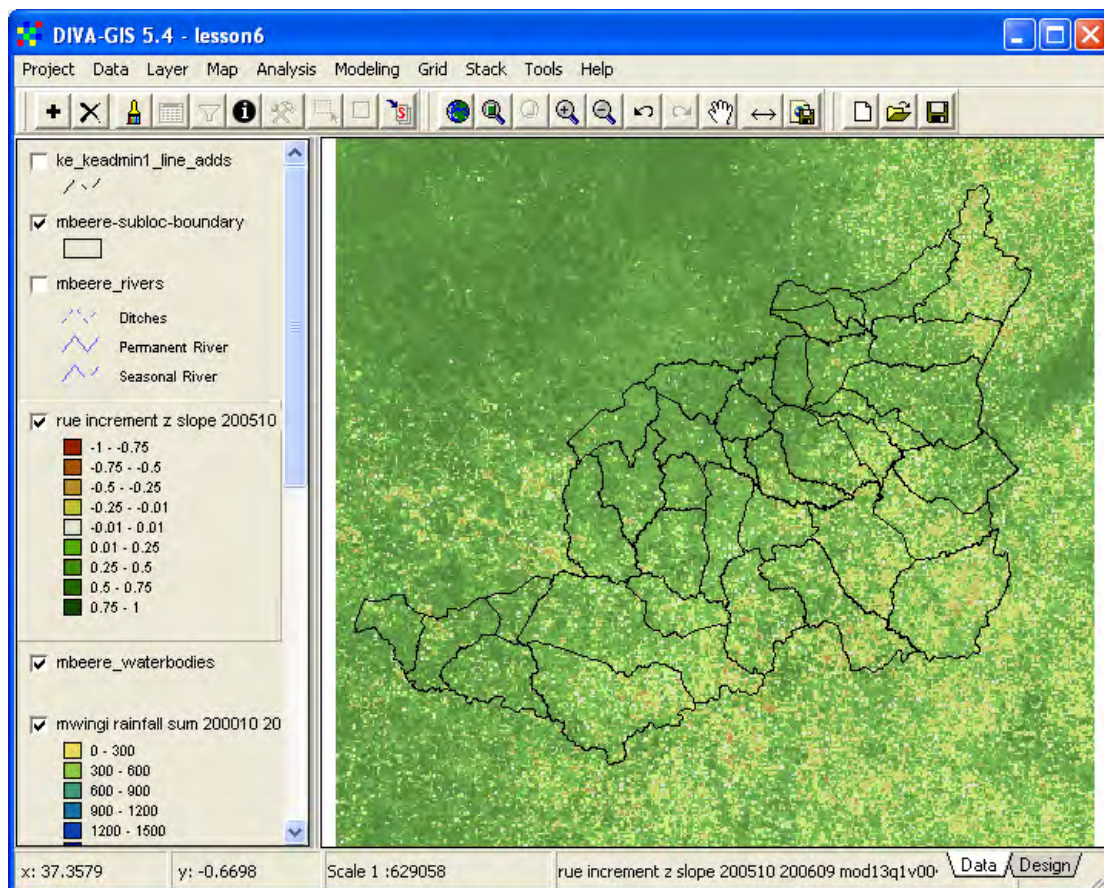 DIVA-GIS 5.4 - lesson6
Project Data Layer Map Analysis Modeling Grid Stack Tools Help
ke_keadmin1_line_adds
mbeere-subloc-boundary
mbeere_rivers
Ditches
Permanent River
Seasonal River
rue increment z slope 200510
-1 - -0.75
-0.75 - -0.5
-0.5 - -0.25
-0.25 - -0.01
-0.01 - 0.01
0.01 - 0.25
0.25 - 0.5
0.5 - 0.75
0.75 - 1
mbeere_waterbodies
mwingi rainfall sum 200010 20
0 - 300
300 - 600
600 - 900
900 - 1200
1200 - 1500
x: 37.3579 y: -0.6698 Scale 1 :629058 rue increment z slope 200510 200609 mod13q1v00 Data Design